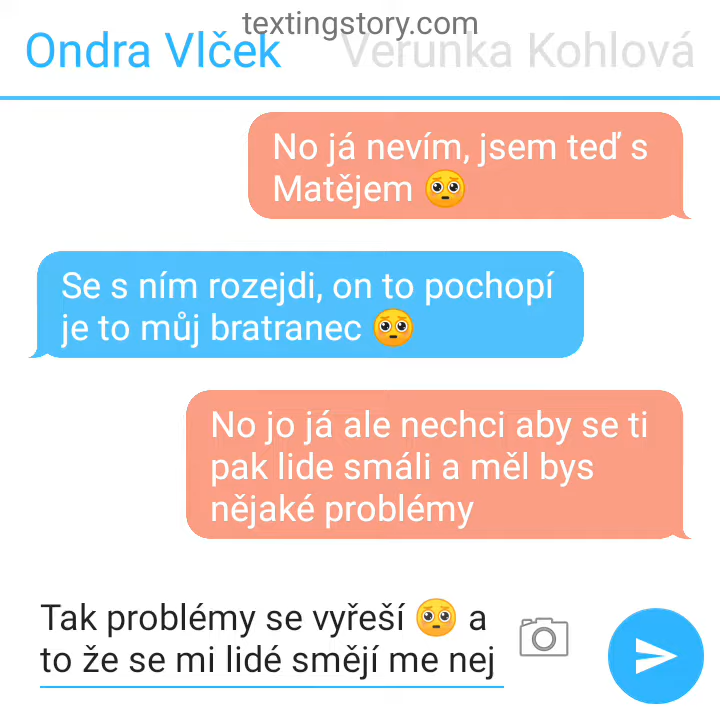 textingstory.com
Ondra Vlček Verunka Kohlová
No já nevím, jsem teď s
Matějem 🥺
Se s ním rozejdi, on to pochopí
je to můj bratranec 🥺
No jo já ale nechci aby se ti
pak lide smáli a měl bys
nějaké problémy
Tak problémy se vyřeší 🥺 a
to že se mi lidé smějí me nej